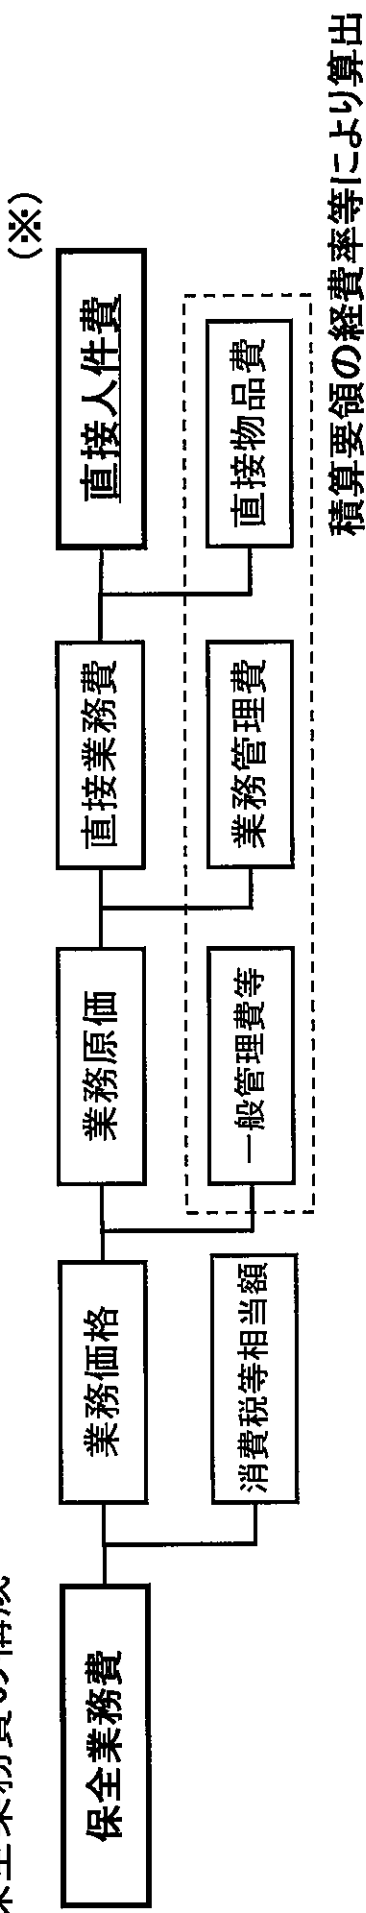 保全業務費の構成
(※)
保全業務費
業務価格
業務原価
直接業務費
直接人件費
消費税等相当額
一般管理費等
業務管理費
直接物品費
積算要領の経費率等により算出